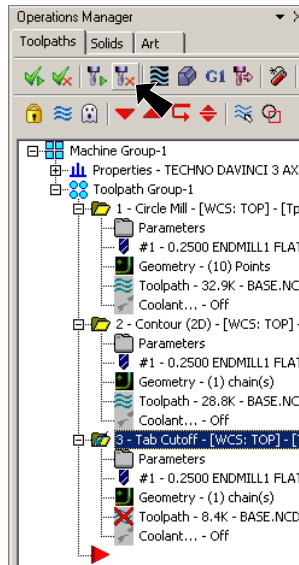 Operations Manager
Toolpaths Solids Art
G1
Machine Group-1
Properties - TECHNO DAVINCI 3 AX
Toolpath Group-1
1 - Circle Mill - [WCS: TOP] - [Tp
Parameters
#1 - 0.2500 ENDMILL1 FLAT
Geometry - (10) Points
Toolpath - 32.9K - BASE.NC
Coolant... - Off
2 - Contour (2D) - [WCS: TOP] -
Parameters
#1 - 0.2500 ENDMILL1 FLAT
Geometry - (1) chain(s)
Toolpath - 28.8K - BASE.NC
Coolant... - Off
3 - Tab Cutoff - [WCS: TOP] - [T
Parameters
#1 - 0.2500 ENDMILL1 FLAT
Geometry - (1) chain(s)
Toolpath - 8.4K - BASE.NCD
Coolant... - Off